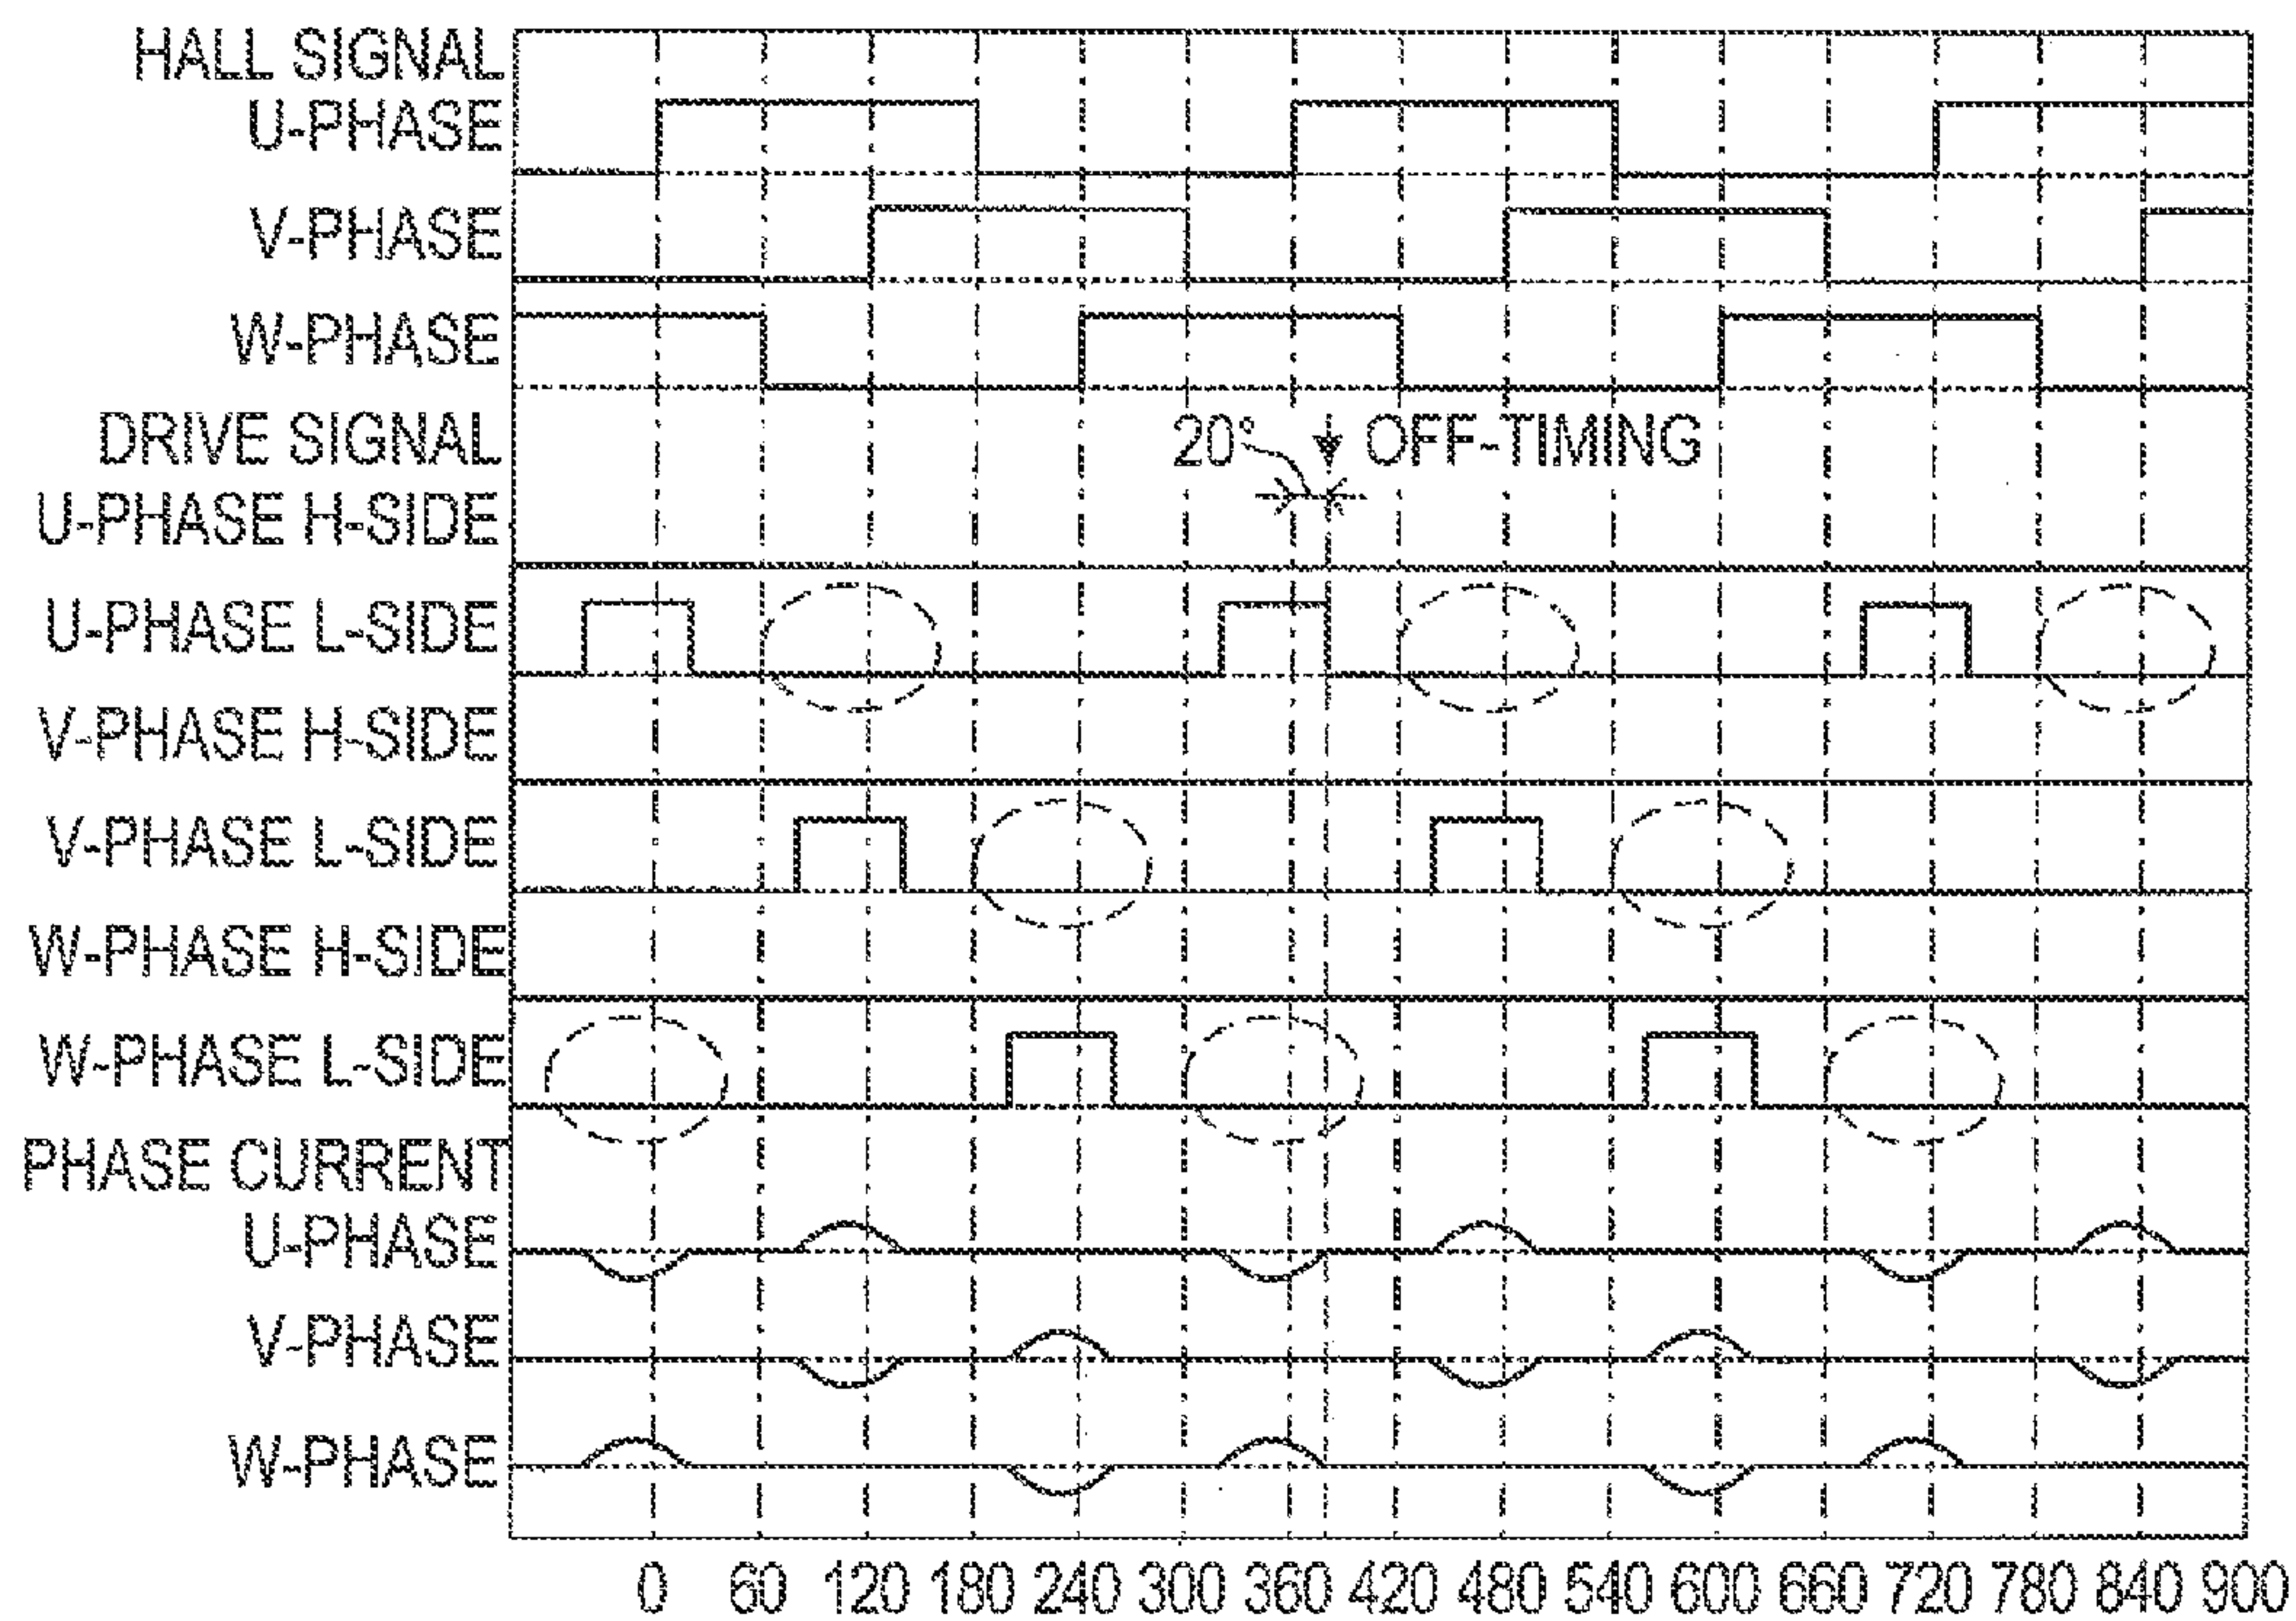 HALL SIGNAL
U-PHASE
V-PHASE
W-PHASE
DRIVE SIGNAL
20° OFF-TIMING
U-PHASE H-SIDE
U-PHASE L-SIDE
V-PHASE H-SIDE
V-PHASE L-SIDE
W-PHASE H-SIDE
W-PHASE L-SIDE
PHASE CURRENT
U-PHASE
V-PHASE
W-PHASE
0 60 120 180 240 300 360 420 480 540 600 660 720 780 840 900